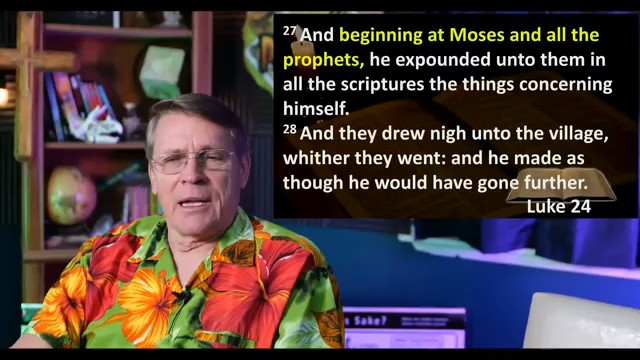 27 And beginning at Moses and all the
prophets, he expounded unto them in
all the scriptures the things concerning
himself.
28 And they drew nigh unto the village,
whither they went: and he made as
though he would have gone further.
Luke 24
Sake?